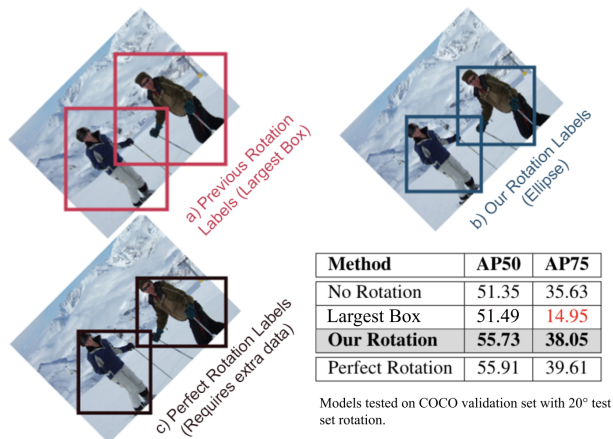 a) Previous Rotation
Labels (Largest Box)
b) Our Rotation Labels
(Ellipse)
c) Perfect Rotation Labels
(Requires extra data)
Method AP50 AP75
No Rotation 51.35 35.63
Largest Box 51.49 14.95
Our Rotation 55.73 38.05
Perfect Rotation 55.91 39.61
Models tested on COCO validation set with 20° test
set rotation.